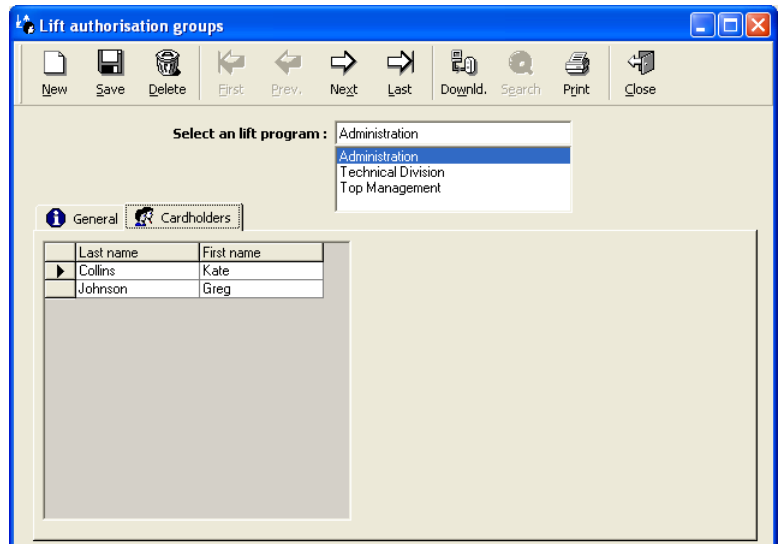 Lift authorisation groups
New Save Delete First Prev. Next Last Downld. Search Print Close
Select an lift program : Administration
Administration
Technical Division
Top Management
General Cardholders
Last name First name
Collins Kate
Johnson Greg